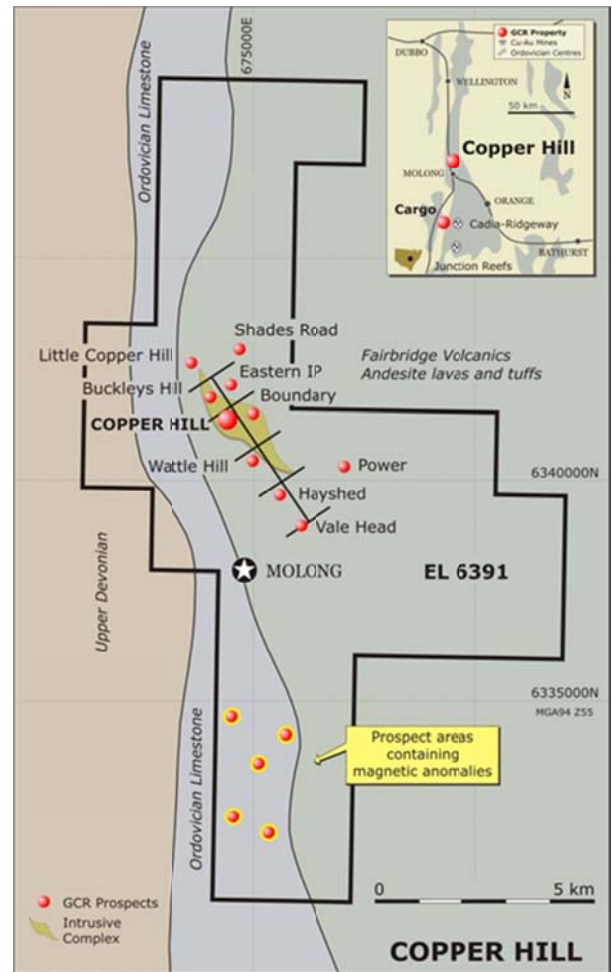 675000E
Ordovician Limestone
GCR Property
Cu-Au Mines
Ordovician Centres
DUBBO
WELLINGTON
N
50 km
Copper Hill
MOLONG
ORANGE
Cargo
Cadia-Ridgeway
BATHURST
Junction Reefs
Shades Road
Little Copper Hill
Eastern IP
Fairbridge Volcanics
Andesite lavas and tuffs
Buckleys Hill
Boundary
COPPER HILL
Wattle Hill
Power
6340000N
Hayshed
Vale Head
MOLONG
EL 6391
Upper Devonian
6335000N
MGA94 Z55
Ordovician Limestone
Prospect areas
containing
magnetic anomalies
GCR Prospects
Intrusive
Complex
0 5 km
COPPER HILL